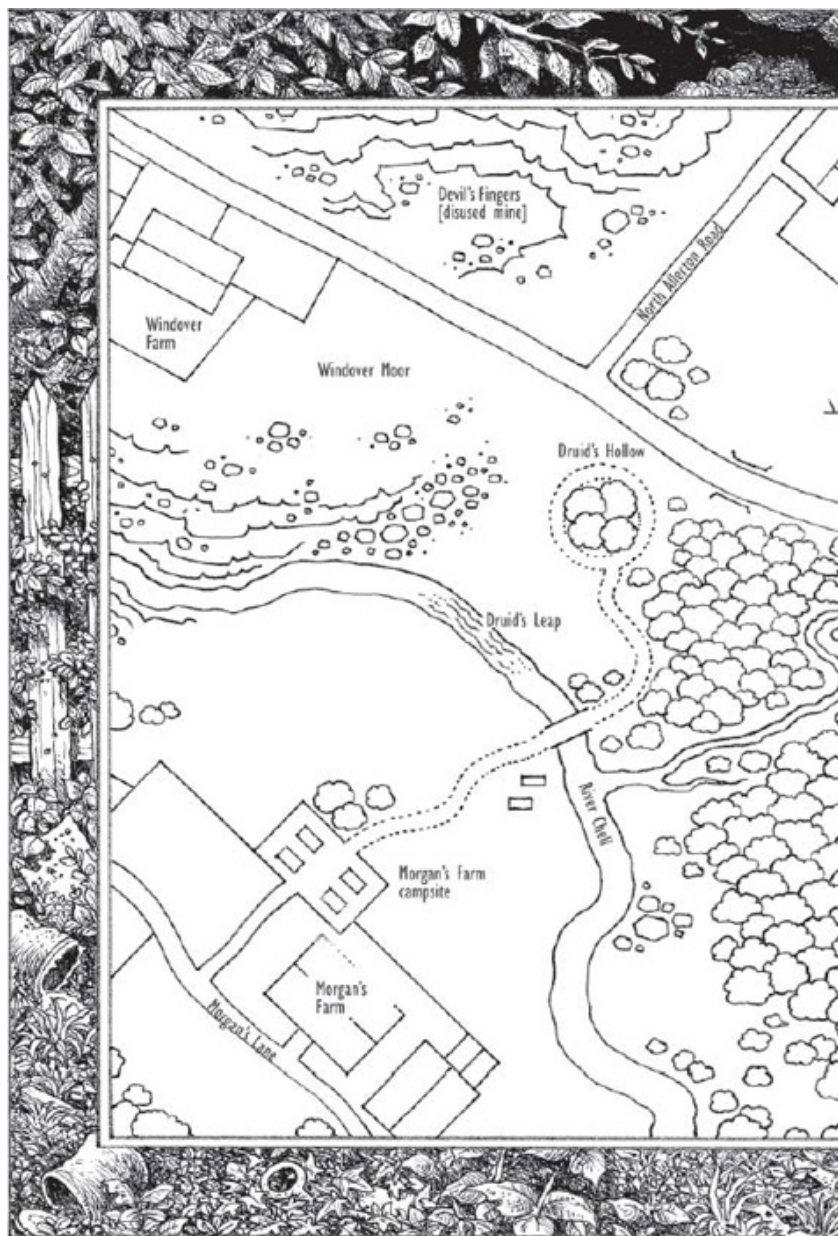 Devil's Fingers
[disused mine]
North Allerton Road
Windover
Farm
Windover Moor
Druid's Hollow
Druid's Leap
River Chell
Morgan's Farm
campsite
Morgan's
Farm
Morgan's Lane